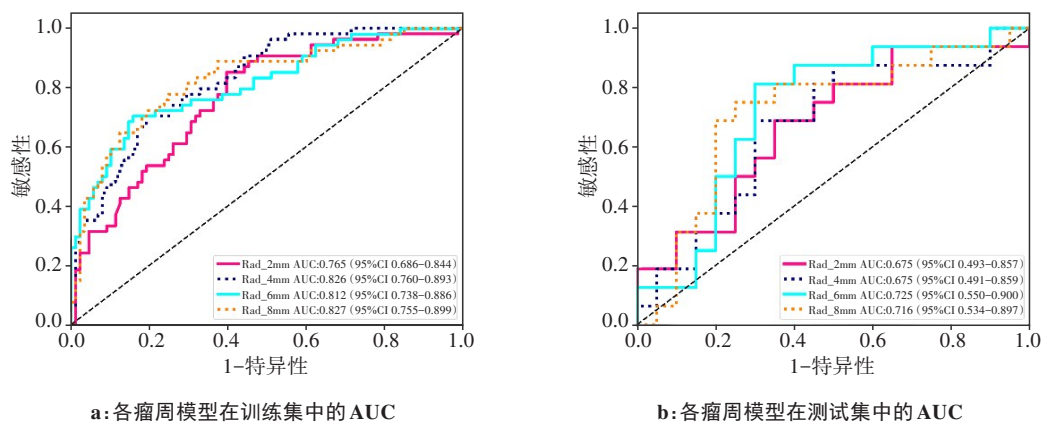 1.0
0.8
0.6
0.4
0.2
0.0
敏感性
Rad_2mm AUC:0.765 (95%CI 0.686-0.844)
Rad_4mm AUC:0.826 (95%CI 0.760-0.893)
Rad_6mm AUC:0.812 (95%CI 0.738-0.886)
Rad_8mm AUC:0.827 (95%CI 0.755-0.899)
0.0 0.2 0.4 0.6 0.8 1.0
1-特异性
a:各瘤周模型在训练集中的AUC
1.0
0.8
0.6
0.4
0.2
0.0
敏感性
Rad_2mm AUC:0.675 (95%CI 0.493-0.857)
Rad_4mm AUC:0.675 (95%CI 0.491-0.859)
Rad_6mm AUC:0.725 (95%CI 0.550-0.900)
Rad_8mm AUC:0.716 (95%CI 0.534-0.897)
0.0 0.2 0.4 0.6 0.8 1.0
1-特异性
b:各瘤周模型在测试集中的AUC